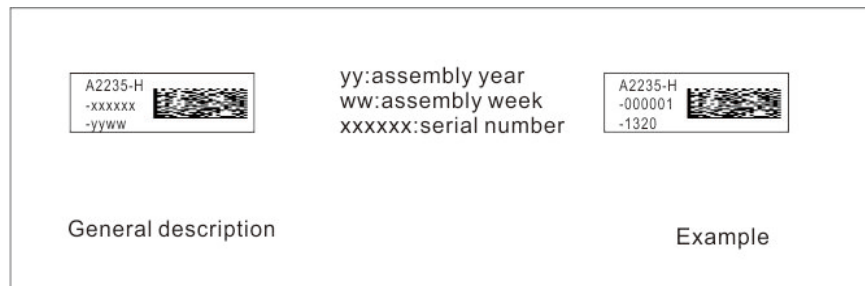 A2235-H
-xxxxxx
-yyww
yy:assembly year
ww:assembly week
xxxxxx:serial number
A2235-H
-000001
-1320
General description
Example